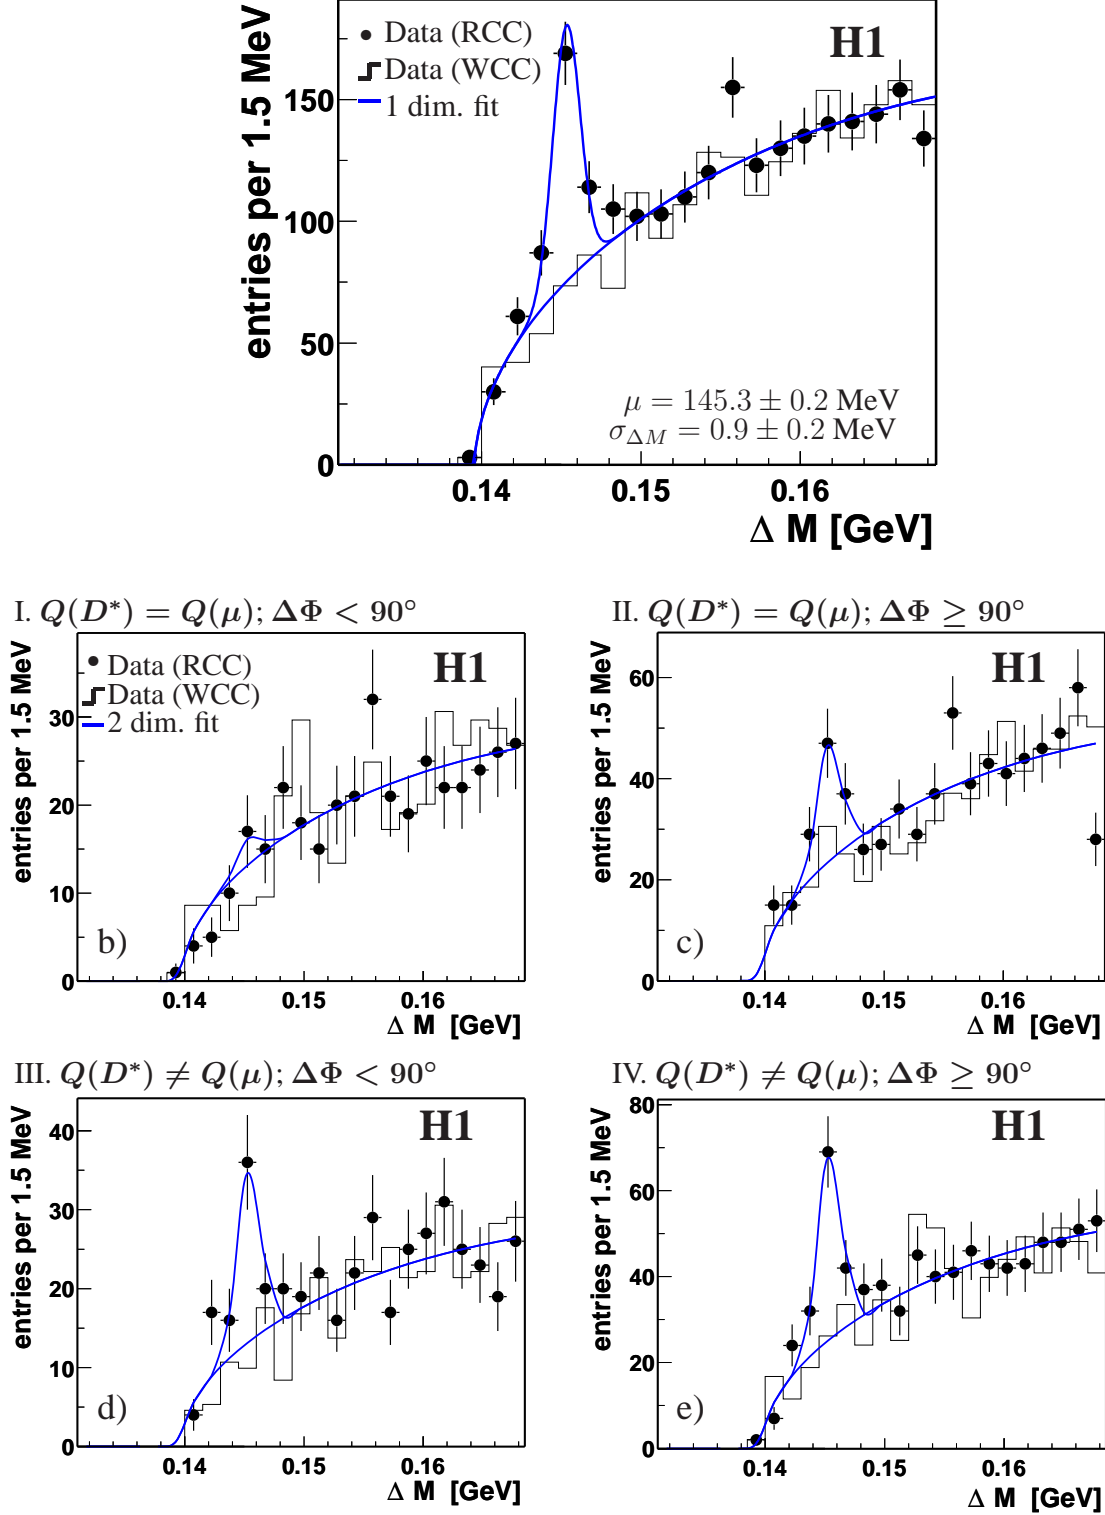 Data (RCC)
Data (WCC)
1 dim. fit
H1
entries per 1.5 MeV
150
100
50
0
μ = 145.3 ± 0.2 MeV
σ_{ΔM} = 0.9 ± 0.2 MeV
0.14 0.15 0.16
Δ M [GeV]
I. Q(D*) = Q(μ); ΔΦ < 90°
Data (RCC)
Data (WCC)
2 dim. fit
H1
entries per 1.5 MeV
30
20
10
0
b)
0.14 0.15 0.16
Δ M [GeV]
II. Q(D*) = Q(μ); ΔΦ ≥ 90°
H1
entries per 1.5 MeV
60
40
20
0
c)
0.14 0.15 0.16
Δ M [GeV]
III. Q(D*) ≠ Q(μ); ΔΦ < 90°
H1
entries per 1.5 MeV
40
30
20
10
0
d)
0.14 0.15 0.16
Δ M [GeV]
IV. Q(D*) ≠ Q(μ); ΔΦ ≥ 90°
H1
entries per 1.5 MeV
80
60
40
20
0
e)
0.14 0.15 0.16
Δ M [GeV]